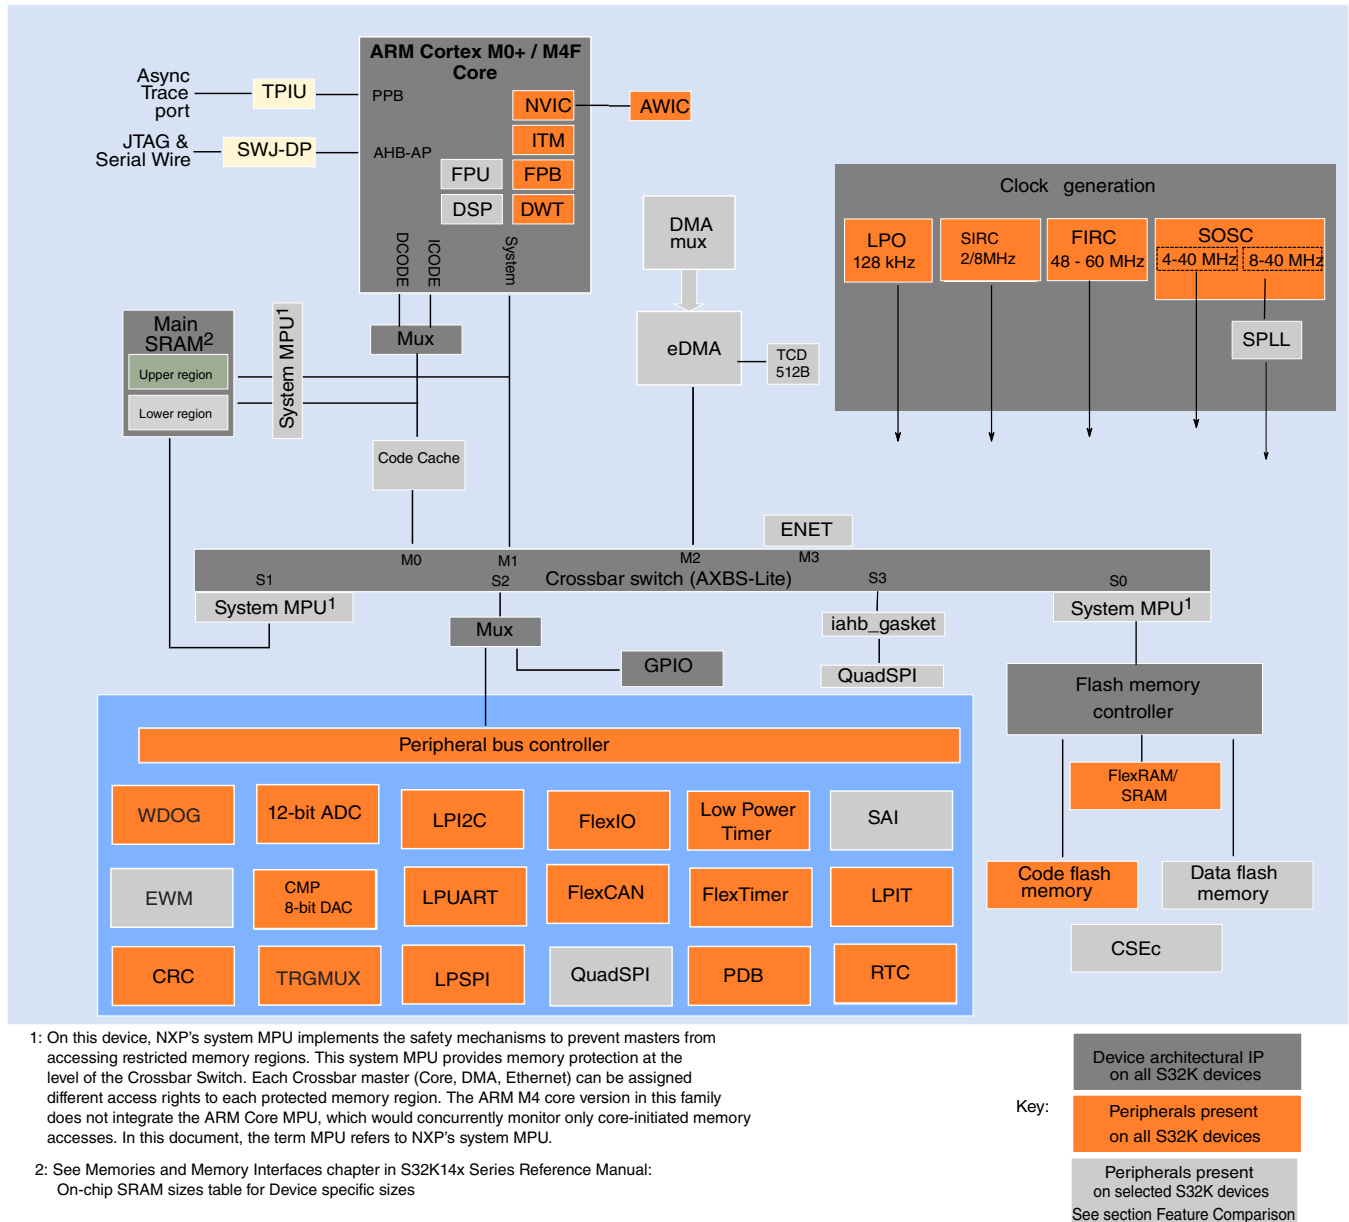 ARM Cortex M0+ / M4F
Core
Async
Trace
port
TPIU
PPB
NVIC
AWIC
JTAG &
Serial Wire
SWJ-DP
AHB-AP
ITM
FPU
FPB
DSP
DWT
DCODE
ICODE
System
DMA
mux
Clock generation
LPO
128 kHz
SIRC
2/8MHz
FIRC
48 - 60 MHz
SOSC
4-40 MHz
8-40 MHz
SPLL
Main
SRAM2
Upper region
Lower region
System MPU1
Mux
eDMA
TCD
512B
Code Cache
ENET
M0
M1
M2
M3
Crossbar switch (AXBS-Lite)
S1
S2
S3
S0
System MPU1
System MPU1
Mux
iahb_gasket
GPIO
QuadSPI
Flash memory
controller
Peripheral bus controller
FlexRAM/
SRAM
WDOG
12-bit ADC
LPI2C
FlexIO
Low Power
Timer
SAI
Code flash
memory
Data flash
memory
EWM
CMP
8-bit DAC
LPUART
FlexCAN
FlexTimer
LPIT
CSEc
CRC
TRGMUX
LPSPI
QuadSPI
PDB
RTC
1: On this device, NXP's system MPU implements the safety mechanisms to prevent masters from
accessing restricted memory regions. This system MPU provides memory protection at the
level of the Crossbar Switch. Each Crossbar master (Core, DMA, Ethernet) can be assigned
different access rights to each protected memory region. The ARM M4 core version in this family
does not integrate the ARM Core MPU, which would concurrently monitor only core-initiated memory
accesses. In this document, the term MPU refers to NXP's system MPU.
2: See Memories and Memory Interfaces chapter in S32K14x Series Reference Manual:
On-chip SRAM sizes table for Device specific sizes
Key:
Device architectural IP
on all S32K devices
Peripherals present
on all S32K devices
Peripherals present
on selected S32K devices
See section Feature Comparison